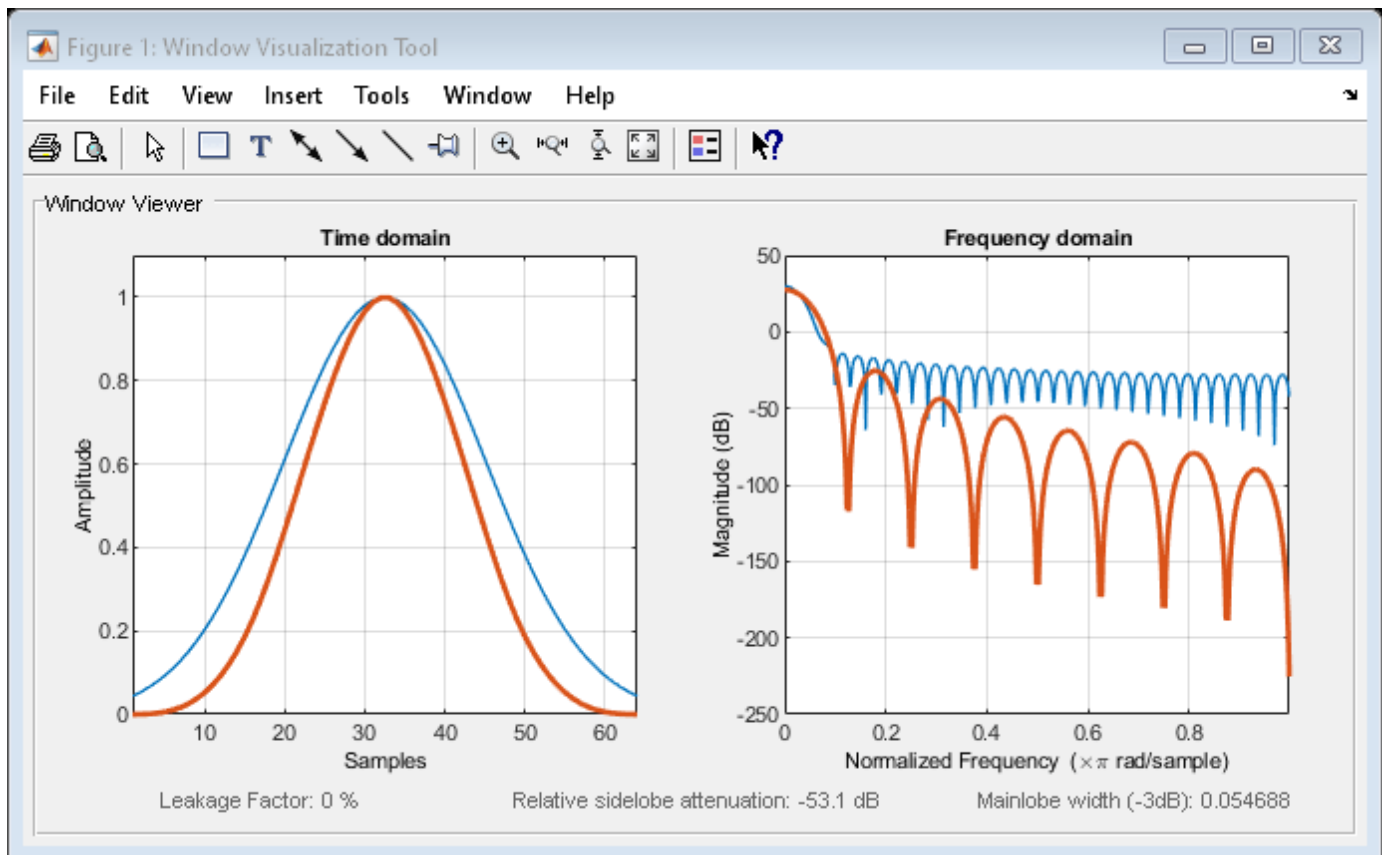 Figure 1: Window Visualization Tool
File Edit View Insert Tools Window Help
T
?
Window Viewer
Time domain
1
0.8
0.6
0.4
0.2
0
Amplitude
10 20 30 40 50 60
Samples
Frequency domain
50
0
-50
-100
-150
-200
-250
Magnitude (dB)
0 0.2 0.4 0.6 0.8
Normalized Frequency (×π rad/sample)
Leakage Factor: 0 % Relative sidelobe attenuation: -53.1 dB Mainlobe width (-3dB): 0.054688